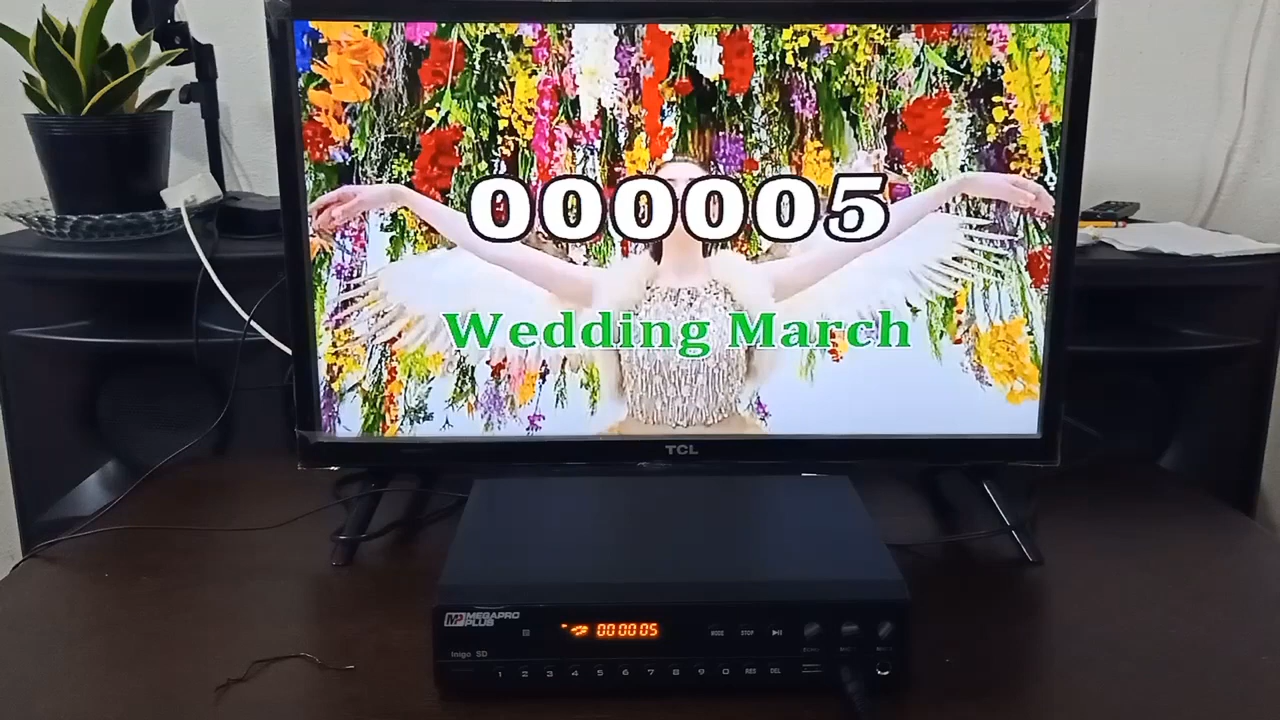 000005
Wedding March
TCL
MP MEGAPRO
PLUS
000005
MODE STOP
Inigo SD
1 2 3 4 5 6 7 8 9 0 RES DEL